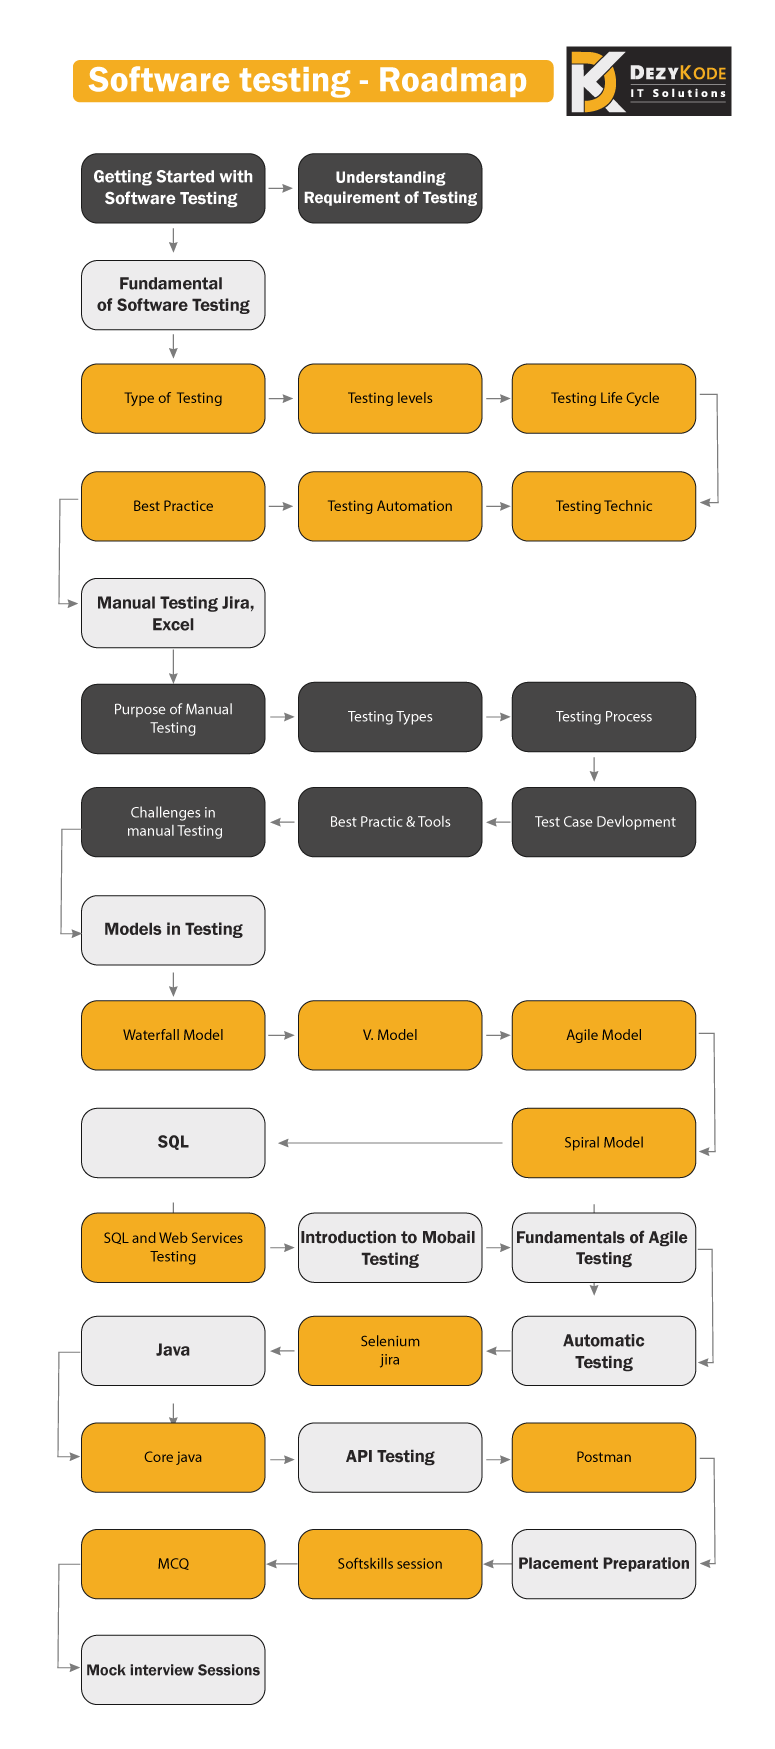 Software testing - Roadmap
DEZYKODE
IT Solutions
Getting Started with
Software Testing
Understanding
Requirement of Testing
Fundamental
of Software Testing
Type of Testing
Testing levels
Testing Life Cycle
Best Practice
Testing Automation
Testing Technic
Manual Testing Jira,
Excel
Purpose of Manual
Testing
Testing Types
Testing Process
Challenges in
manual Testing
Best Practic & Tools
Test Case Devlopment
Models in Testing
Waterfall Model
V. Model
Agile Model
SQL
Spiral Model
SQL and Web Services
Testing
Introduction to Mobail
Testing
Fundamentals of Agile
Testing
Java
Selenium
jira
Automatic
Testing
Core java
API Testing
Postman
MCQ
Softskills session
Placement Preparation
Mock interview Sessions